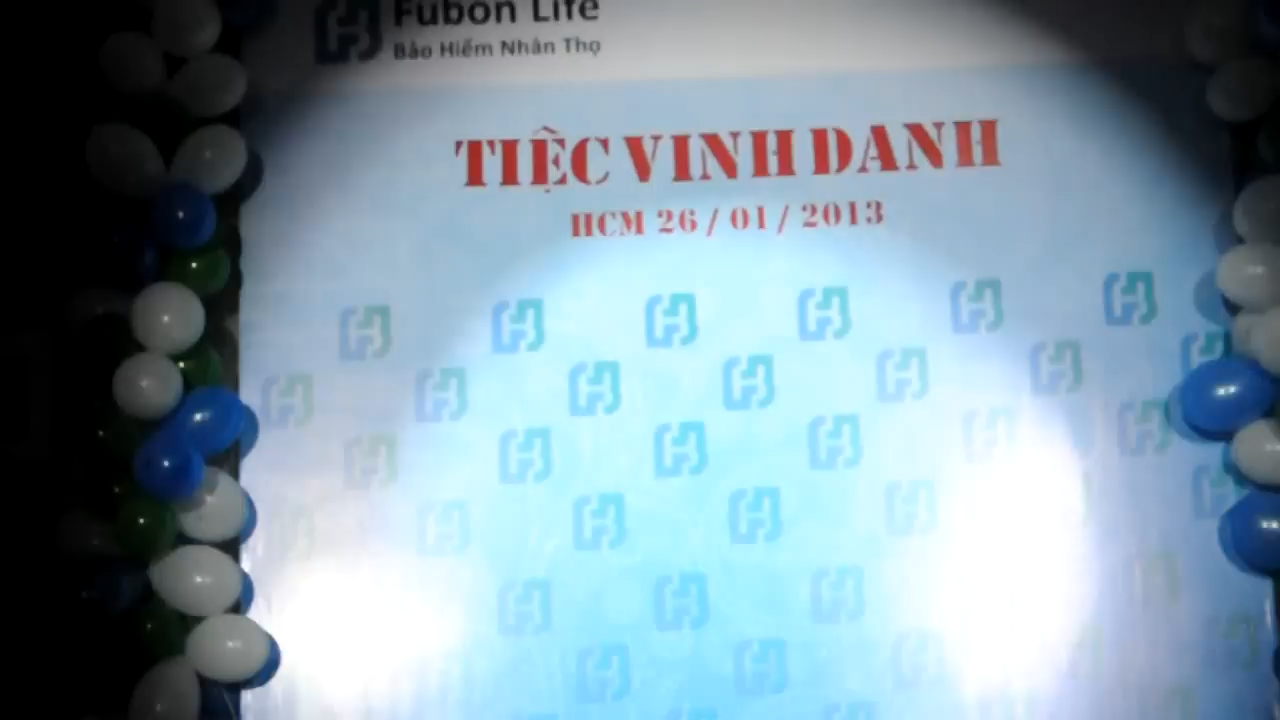 Fubon Life
Bảo Hiểm Nhân Thọ
TIỆC VINH DANH
HCM 26 / 01 / 2013